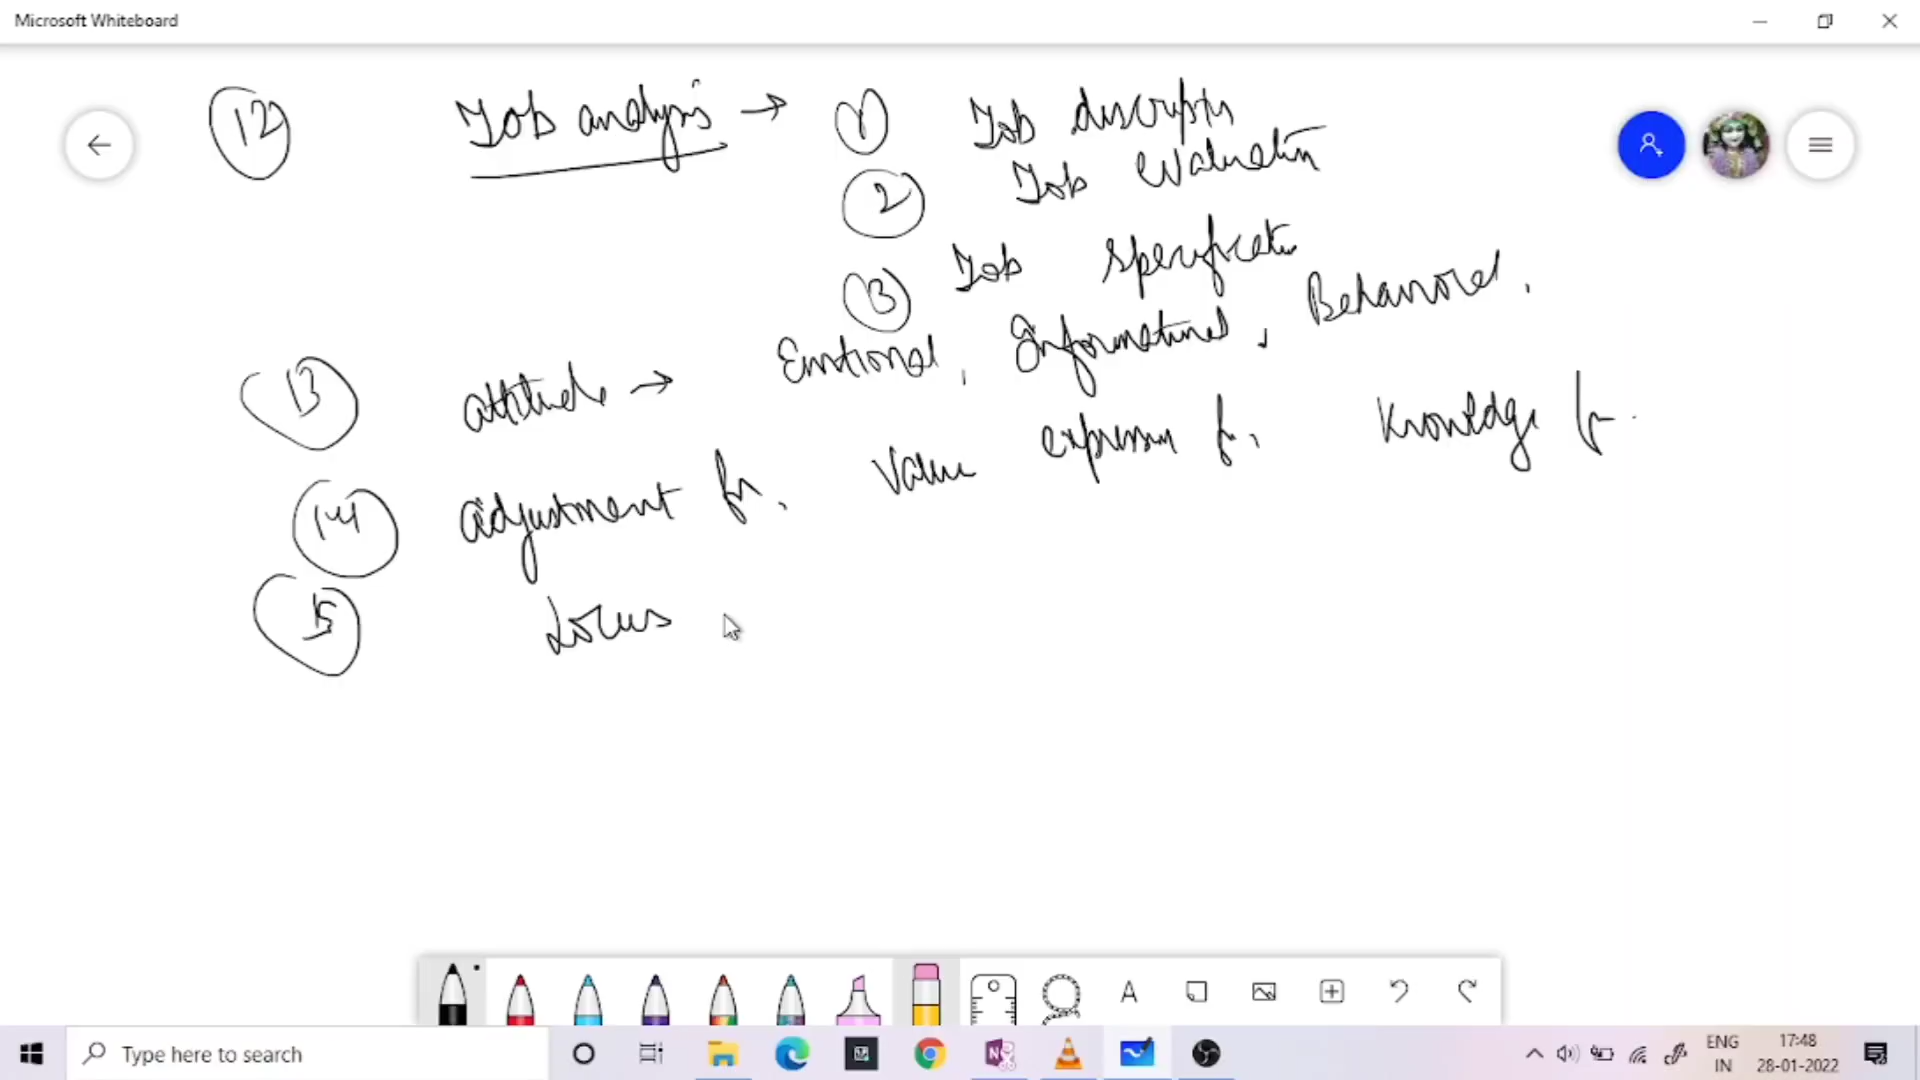 Microsoft Whiteboard
12 Job analysis → 1 Job descriptn
2 Job Evaluation
3 Job Specificatn
13 attitude → Emotional, Informational, Behavioral.
14 adjustment fn, Value expression fn, Knowledge fn.
15 Locus
A
Type here to search
ENG
IN
17:48
28-01-2022